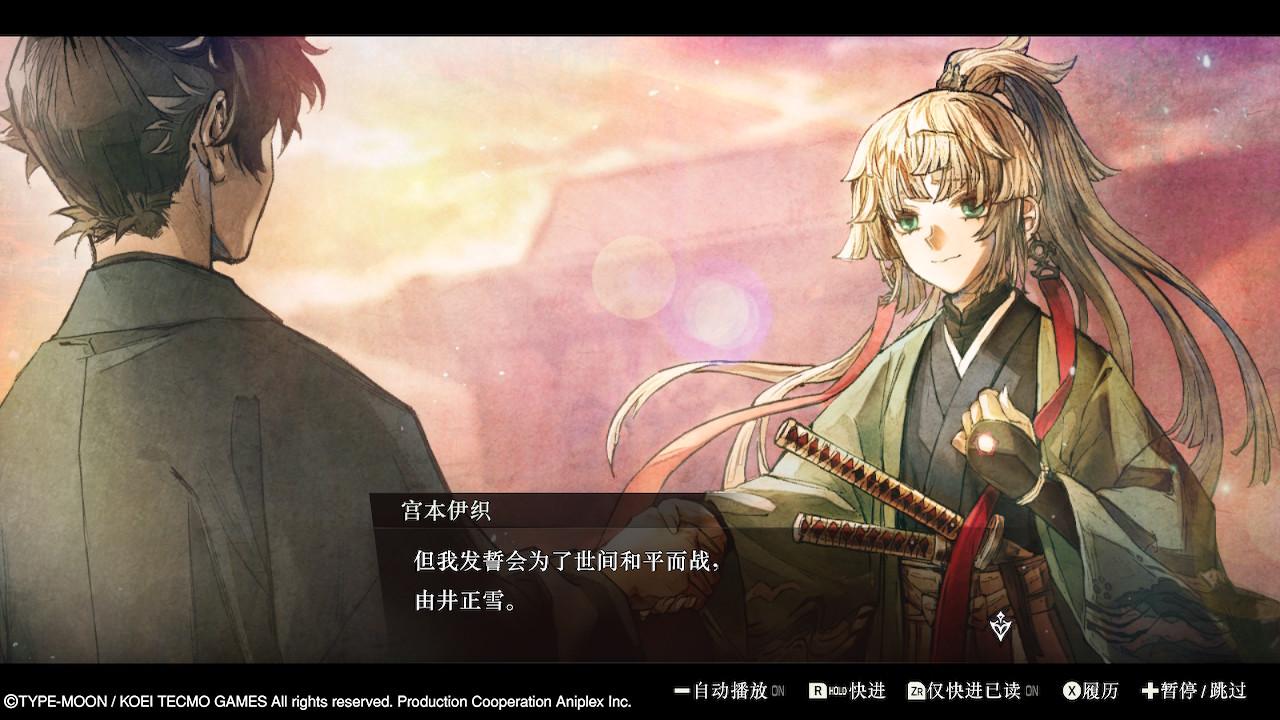 宫本伊织
但我发誓会为了世间和平而战，
由井正雪。
自动播放 ON R HOLD 快进 ZR 仅快进已读 ON X 履历 暂停/跳过
©TYPE-MOON / KOEI TECMO GAMES All rights reserved. Production Cooperation Aniplex Inc.